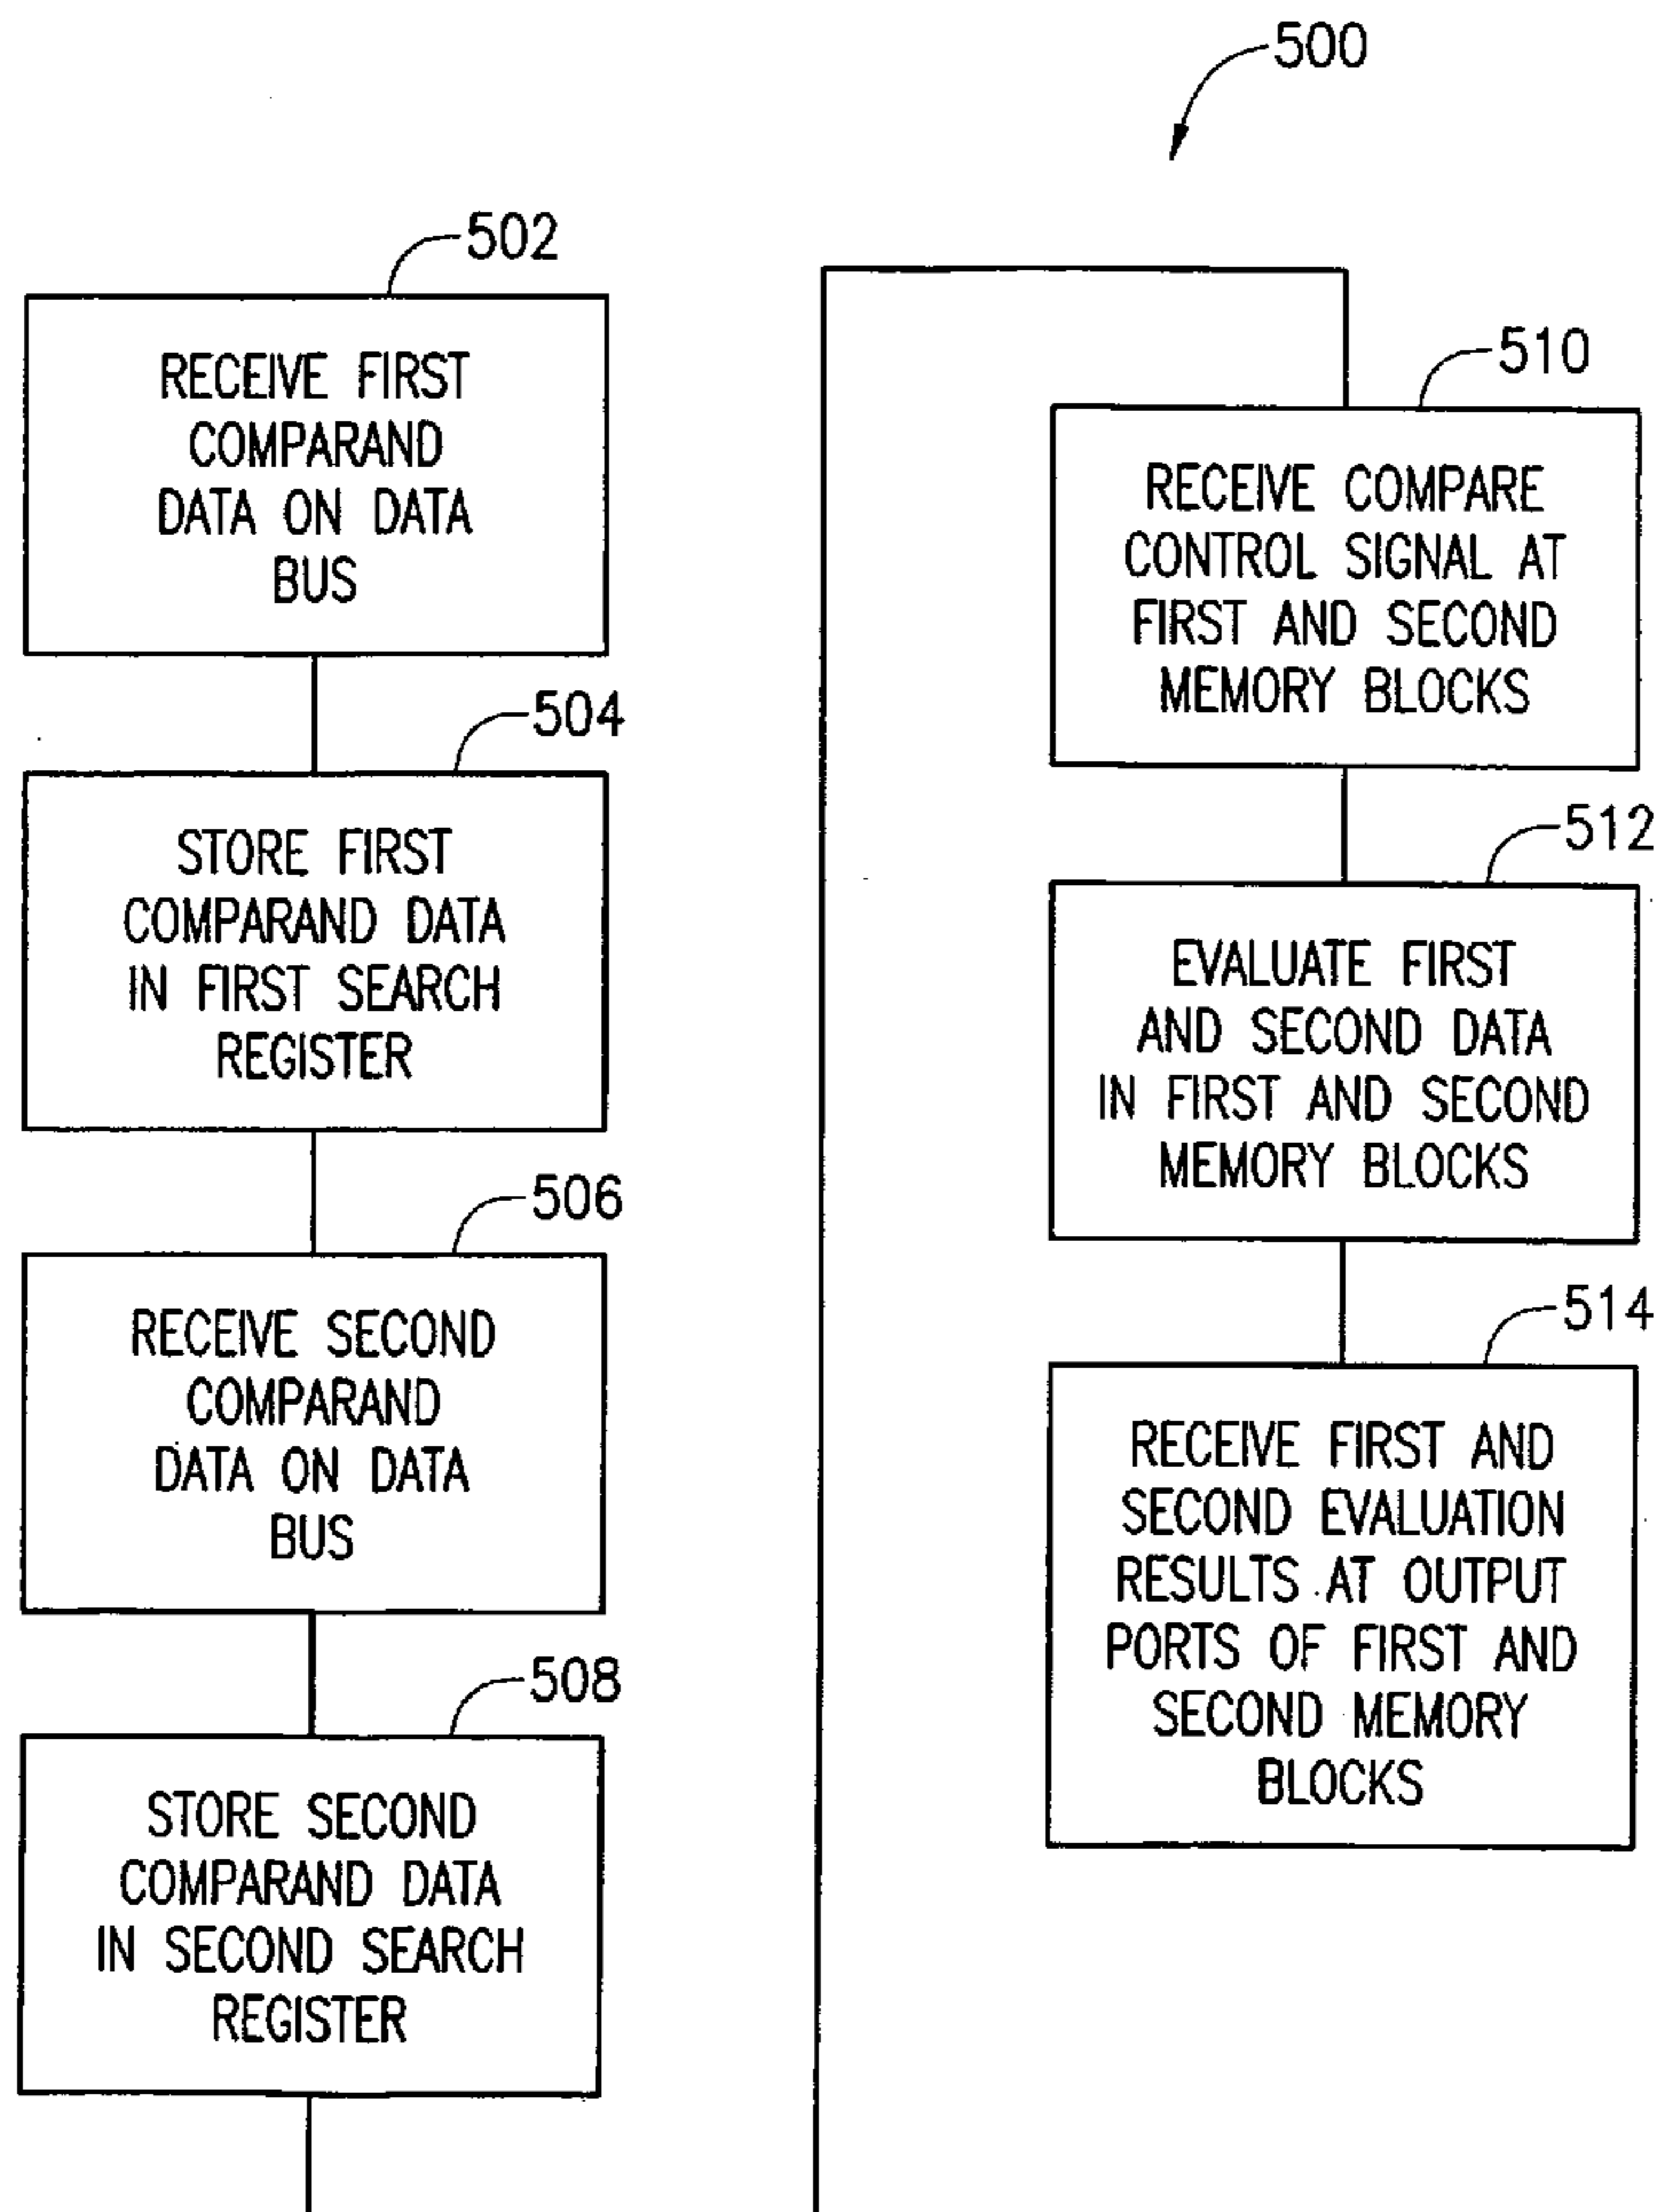 500
502
RECEIVE FIRST
COMPARAND
DATA ON DATA
BUS
504
STORE FIRST
COMPARAND DATA
IN FIRST SEARCH
REGISTER
506
RECEIVE SECOND
COMPARAND
DATA ON DATA
BUS
508
STORE SECOND
COMPARAND DATA
IN SECOND SEARCH
REGISTER
510
RECEIVE COMPARE
CONTROL SIGNAL AT
FIRST AND SECOND
MEMORY BLOCKS
512
EVALUATE FIRST
AND SECOND DATA
IN FIRST AND SECOND
MEMORY BLOCKS
514
RECEIVE FIRST AND
SECOND EVALUATION
RESULTS AT OUTPUT
PORTS OF FIRST AND
SECOND MEMORY
BLOCKS